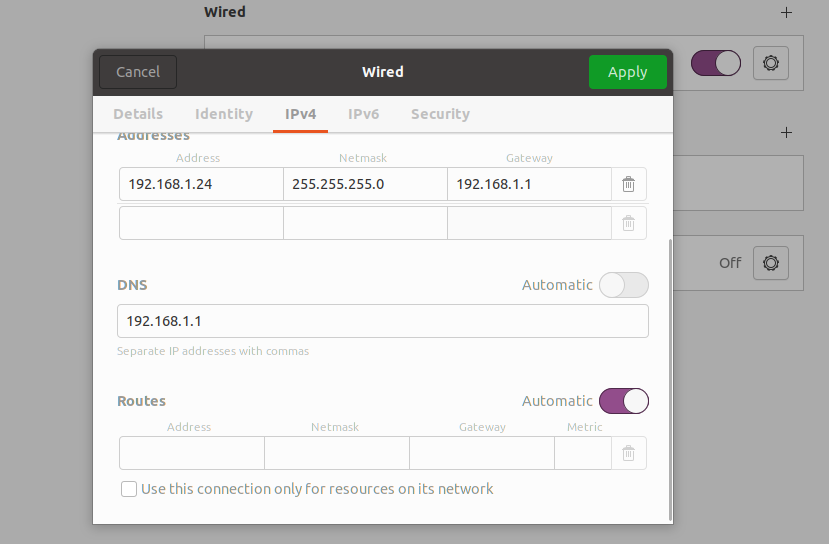 Wired
Cancel
Wired
Apply
Details Identity IPv4 IPv6 Security
Addresses
Address Netmask Gateway
192.168.1.24 255.255.255.0 192.168.1.1
DNS Automatic
Off
192.168.1.1
Separate IP addresses with commas
Routes Automatic
Address Netmask Gateway Metric
Use this connection only for resources on its network